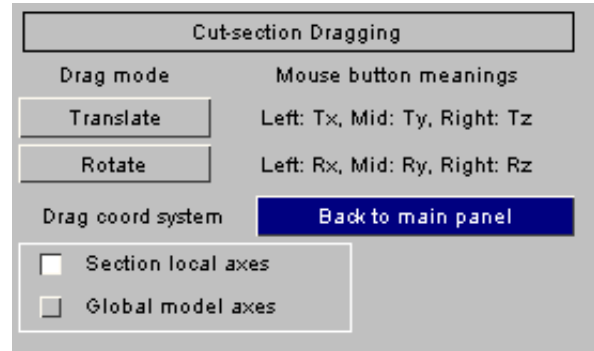 Cut-section Dragging
Drag mode Mouse button meanings
Translate Left: Tx, Mid: Ty, Right: Tz
Rotate Left: Rx, Mid: Ry, Right: Rz
Drag coord system Back to main panel
Section local axes
Global model axes